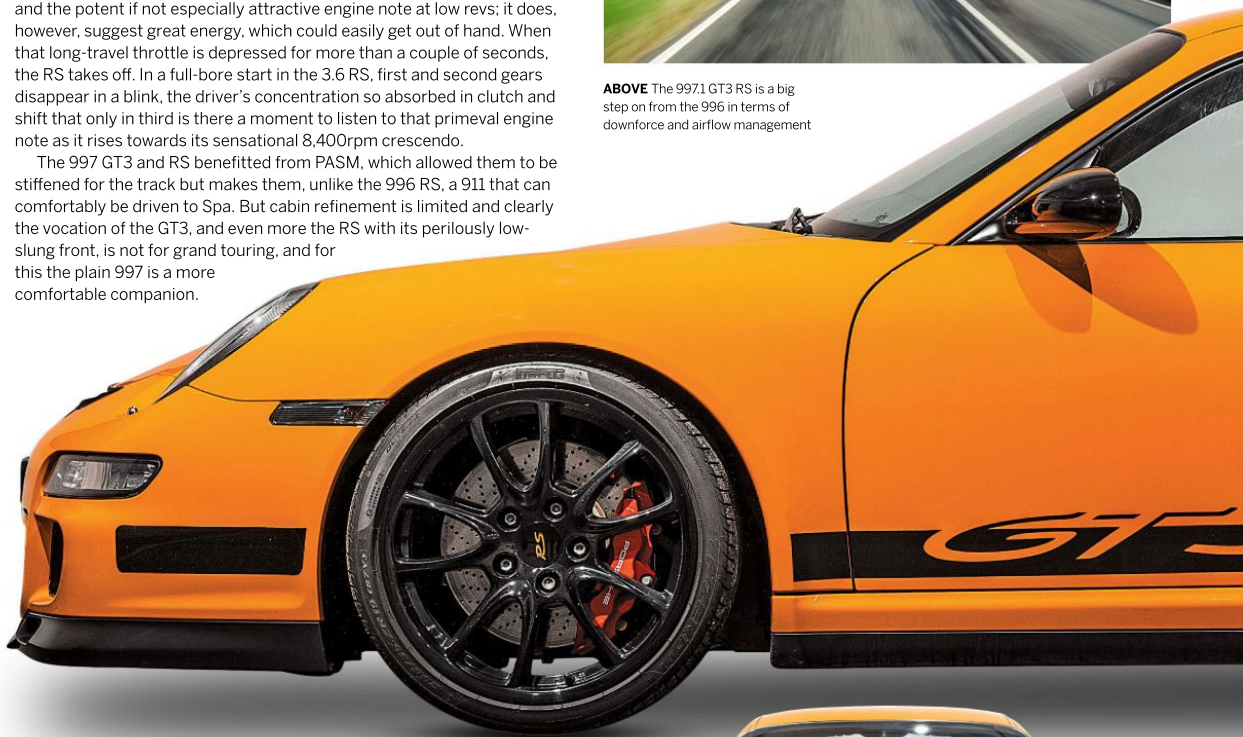 and the potent if not especially attractive engine note at low revs; it does,
however, suggest great energy, which could easily get out of hand. When
that long-travel throttle is depressed for more than a couple of seconds,
the RS takes off. In a full-bore start in the 3.6 RS, first and second gears
disappear in a blink, the driver’s concentration so absorbed in clutch and
shift that only in third is there a moment to listen to that primeval engine
note as it rises towards its sensational 8,400rpm crescendo.
The 997 GT3 and RS benefitted from PASM, which allowed them to be
stiffened for the track but makes them, unlike the 996 RS, a 911 that can
comfortably be driven to Spa. But cabin refinement is limited and clearly
the vocation of the GT3, and even more the RS with its perilously low-
slung front, is not for grand touring, and for
this the plain 997 is a more
comfortable companion.
ABOVE The 997.1 GT3 RS is a big
step on from the 996 in terms of
downforce and airflow management
RS
PORSCHE
GT